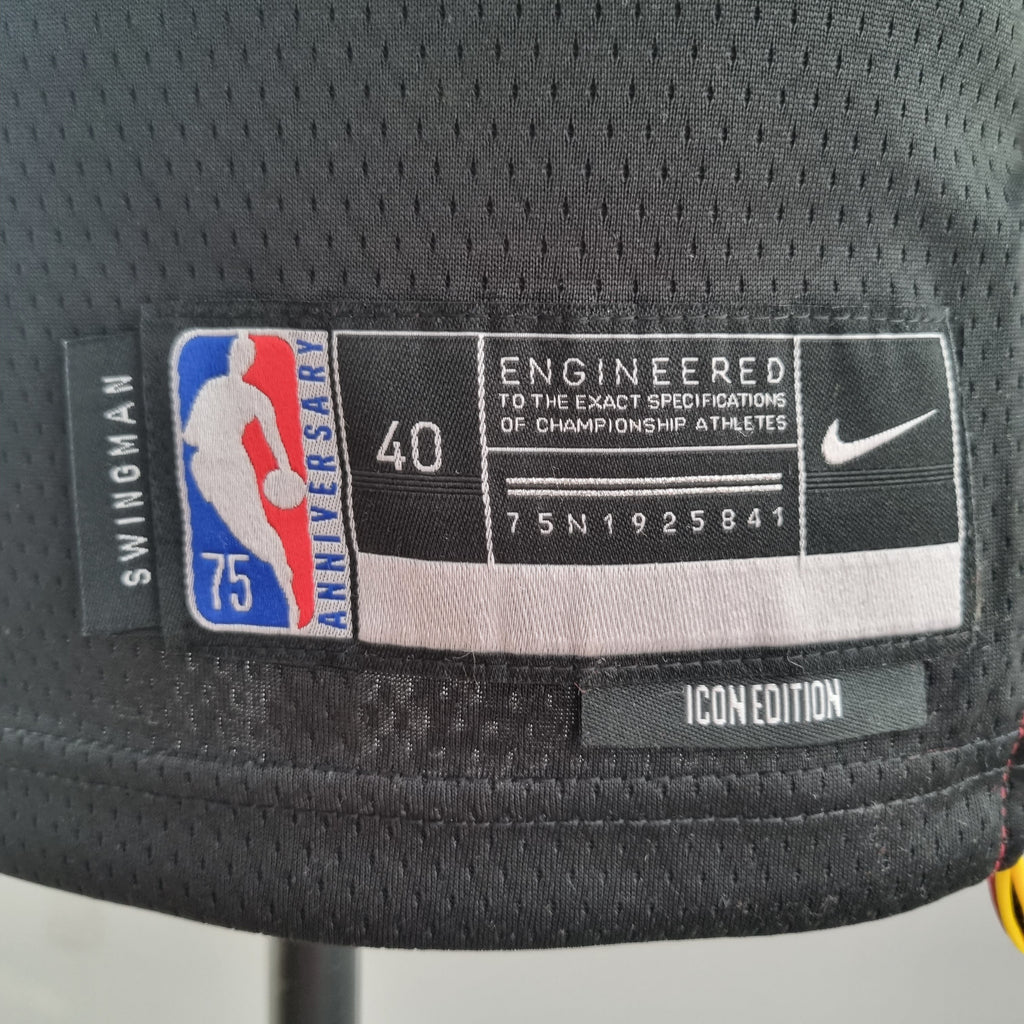 SWINGMAN
75
ANNIVERSARY
40
ENGINEERED
TO THE EXACT SPECIFICATIONS
OF CHAMPIONSHIP ATHLETES
75N1925841
ICON EDITION